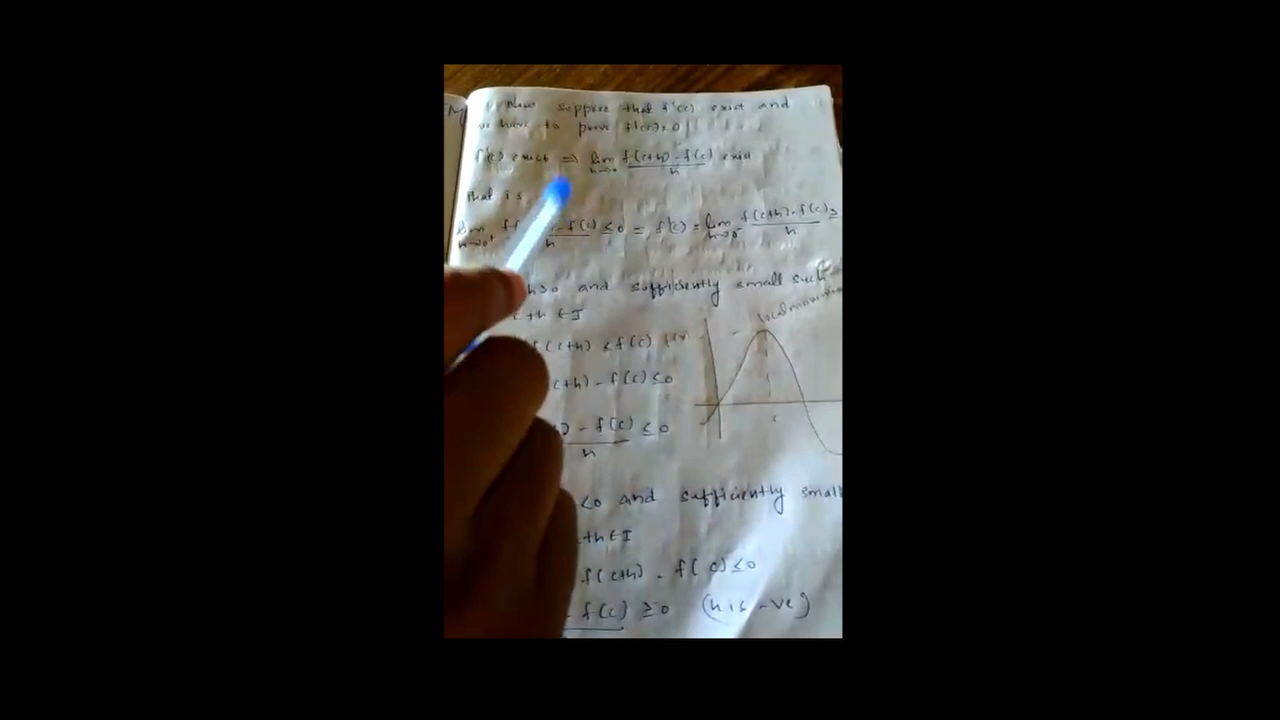 Now suppose that f'(c) exist and
we have to prove f'(c)=0
f'(c) exist ⇒ lim h→0 f(c+h) - f(c) / h exist
That is
lim h→0+ f( - f(c) / h ≤ 0 = f'(c) = lim h→0- f(c+h) - f(c) / h ≥
h>0 and sufficiently small such
c+h ∈ I
f(c+h) ≤ f(c)
f(x)
local
(c+h) - f(c) ≤ 0
) - f(c) / h ≤ 0
c
<0 and sufficiently small
c+h ∈ I
f(c+h) - f(c) ≤ 0
- f(c) ≥ 0 (h is -ve)